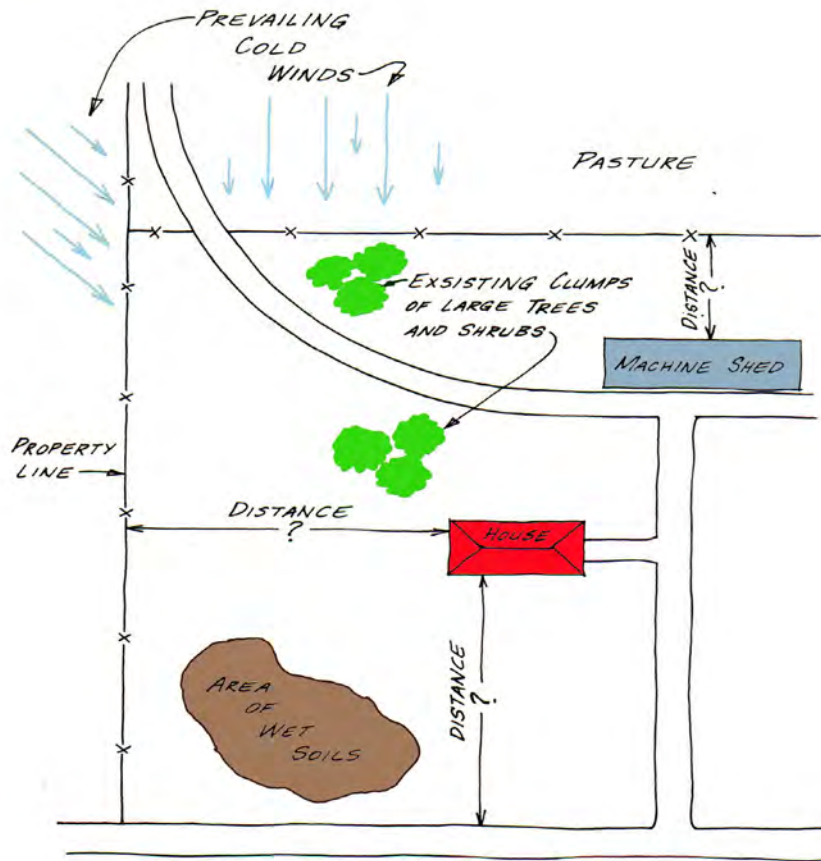 PREVAILING
COLD
WINDS
PASTURE
EXSISTING CLUMPS
OF LARGE TREES
AND SHRUBS
DISTANCE
?
MACHINE SHED
PROPERTY
LINE
DISTANCE
?
HOUSE
DISTANCE
?
AREA
OF
WET
SOILS